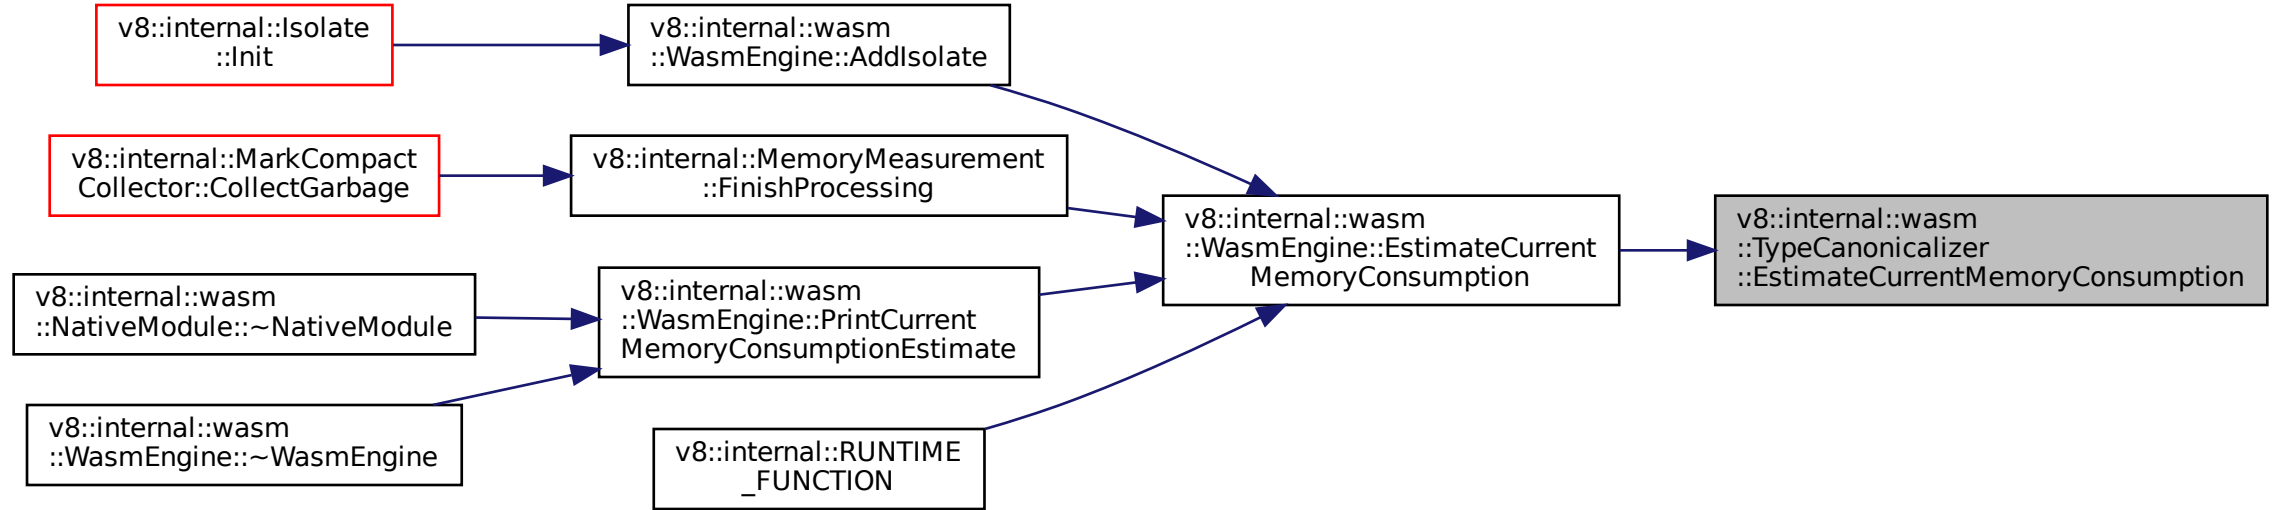 v8::internal::Isolate
::Init
v8::internal::wasm
::WasmEngine::AddIsolate
v8::internal::MarkCompact
Collector::CollectGarbage
v8::internal::MemoryMeasurement
::FinishProcessing
v8::internal::wasm
::WasmEngine::EstimateCurrent
MemoryConsumption
v8::internal::wasm
::TypeCanonicalizer
::EstimateCurrentMemoryConsumption
v8::internal::wasm
::NativeModule::~NativeModule
v8::internal::wasm
::WasmEngine::PrintCurrent
MemoryConsumptionEstimate
v8::internal::wasm
::WasmEngine::~WasmEngine
v8::internal::RUNTIME
_FUNCTION